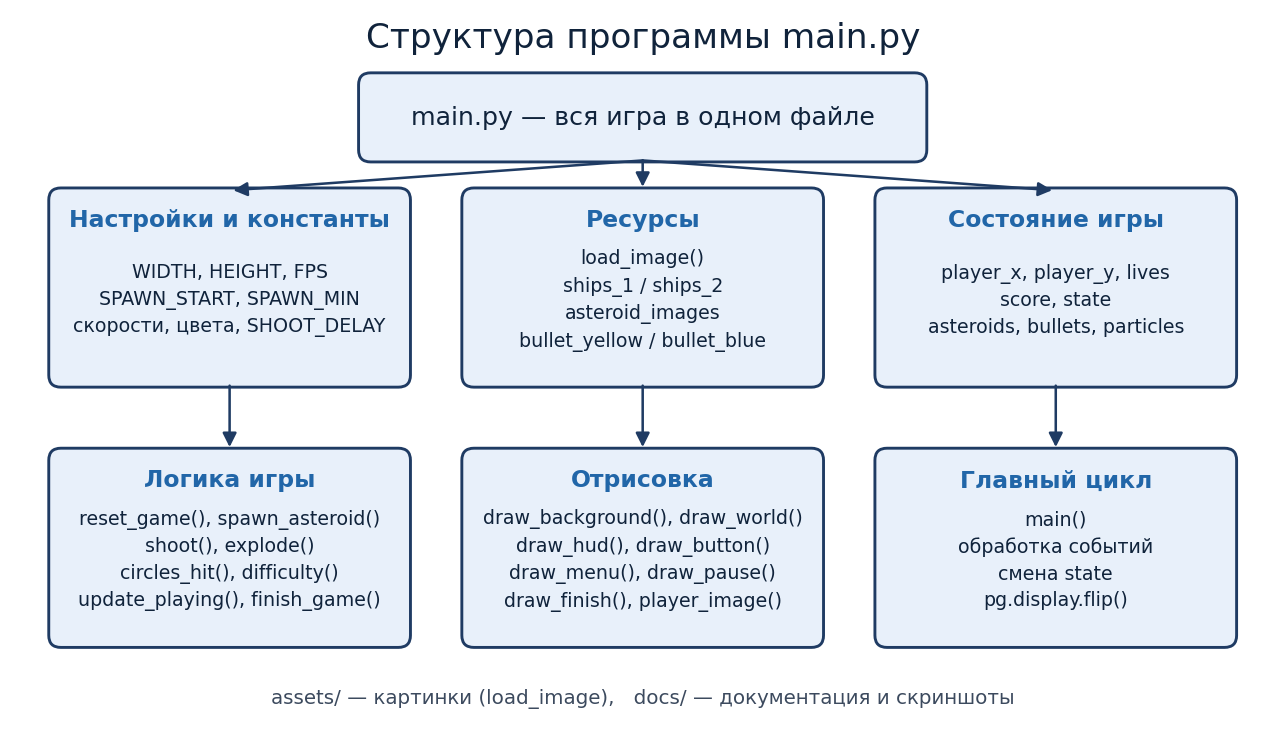 Структура программы main.py
main.py — вся игра в одном файле
Настройки и константы
WIDTH, HEIGHT, FPS
SPAWN_START, SPAWN_MIN
скорости, цвета, SHOOT_DELAY
Ресурсы
load_image()
ships_1 / ships_2
asteroid_images
bullet_yellow / bullet_blue
Состояние игры
player_x, player_y, lives
score, state
asteroids, bullets, particles
Логика игры
reset_game(), spawn_asteroid()
shoot(), explode()
circles_hit(), difficulty()
update_playing(), finish_game()
Отрисовка
draw_background(), draw_world()
draw_hud(), draw_button()
draw_menu(), draw_pause()
draw_finish(), player_image()
Главный цикл
main()
обработка событий
смена state
pg.display.flip()
assets/ — картинки (load_image),   docs/ — документация и скриншоты